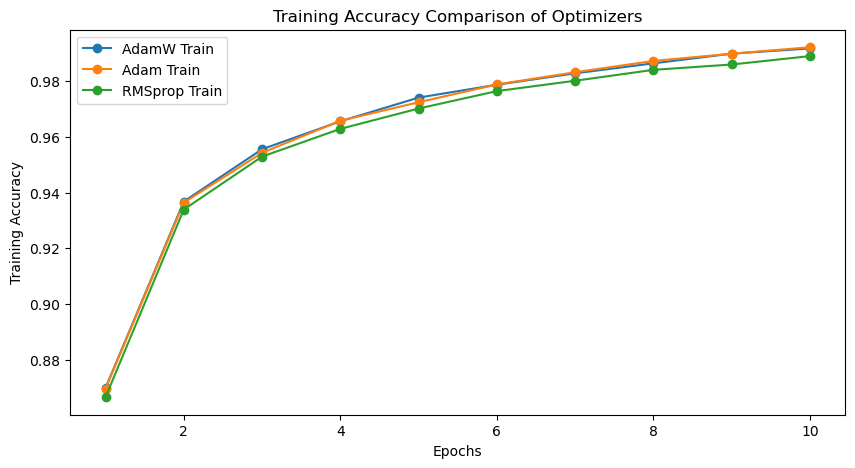 Training Accuracy Comparison of Optimizers
AdamW Train
Adam Train
RMSprop Train
Training Accuracy
0.98
0.96
0.94
0.92
0.90
0.88
2 4 6 8 10
Epochs